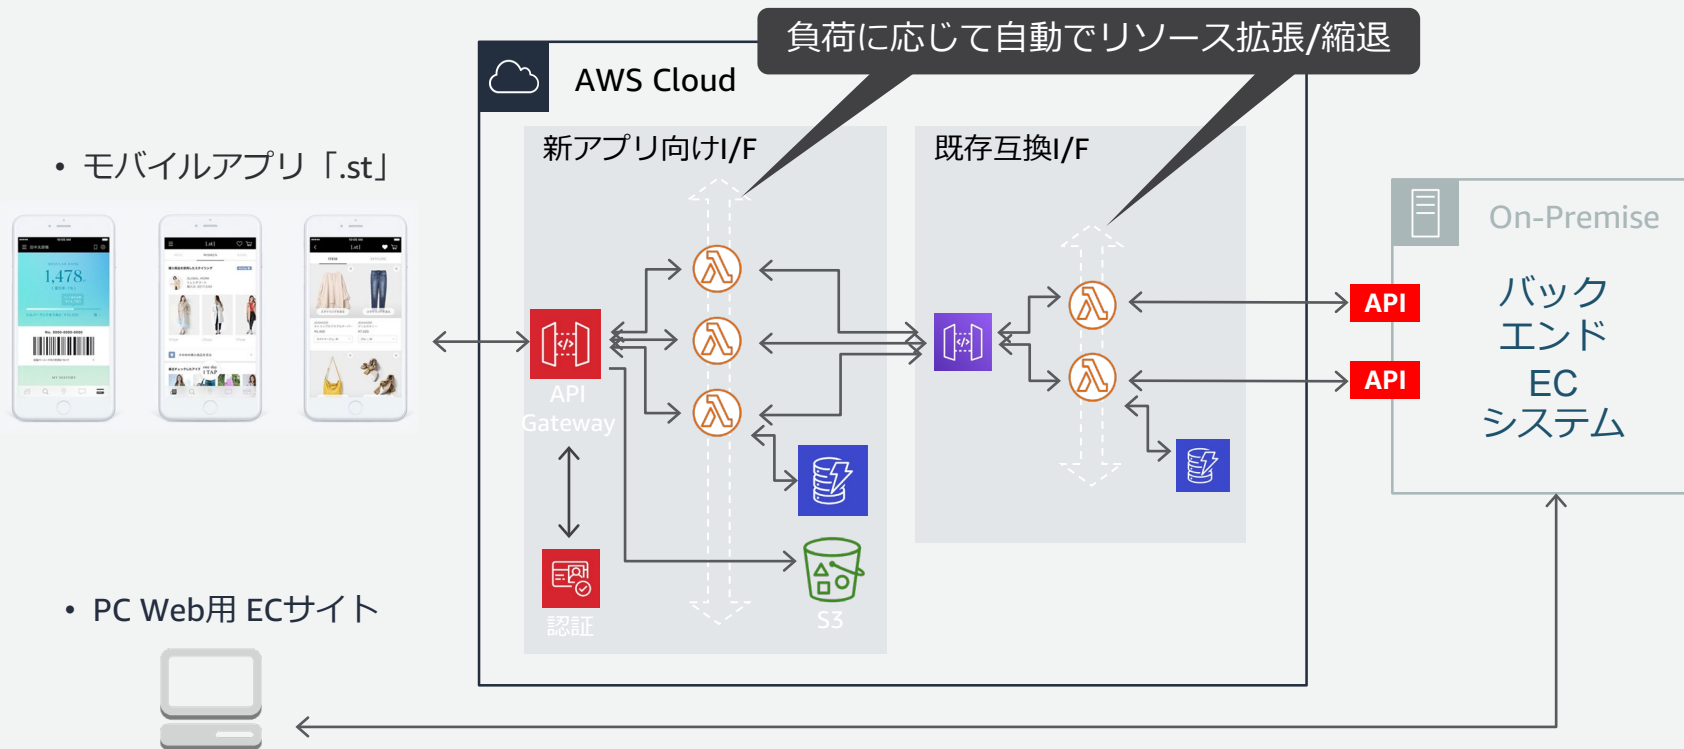 負荷に応じて自動でリソース拡張/縮退
AWS Cloud
新アプリ向けI/F
既存互換I/F
• モバイルアプリ「.st」
On-Premise
バック
エンド
EC
システム
API
API
API
Gateway
認証
S3
• PC Web用 ECサイト
1,478
[.st]
[.st]